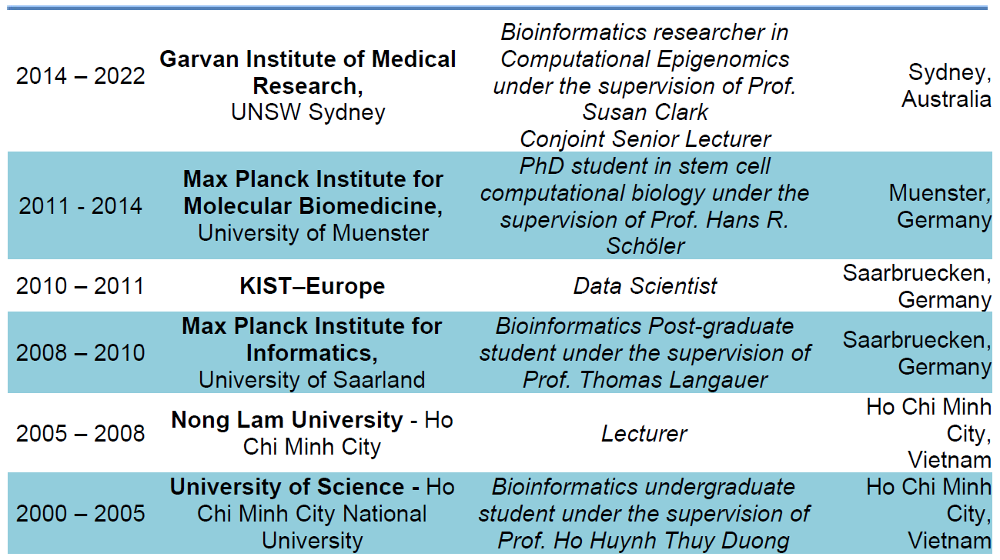 2014 – 2022
Garvan Institute of Medical
Research,
UNSW Sydney
Bioinformatics researcher in
Computational Epigenomics
under the supervision of Prof.
Susan Clark
Conjoint Senior Lecturer
Sydney,
Australia
2011 - 2014
Max Planck Institute for
Molecular Biomedicine,
University of Muenster
PhD student in stem cell
computational biology under the
supervision of Prof. Hans R.
Schöler
Muenster,
Germany
2010 – 2011
KIST–Europe
Data Scientist
Saarbruecken,
Germany
2008 – 2010
Max Planck Institute for
Informatics,
University of Saarland
Bioinformatics Post-graduate
student under the supervision of
Prof. Thomas Langauer
Saarbruecken,
Germany
2005 – 2008
Nong Lam University - Ho
Chi Minh City
Lecturer
Ho Chi Minh
City,
Vietnam
2000 – 2005
University of Science - Ho
Chi Minh City National
University
Bioinformatics undergraduate
student under the supervision of
Prof. Ho Huynh Thuy Duong
Ho Chi Minh
City,
Vietnam